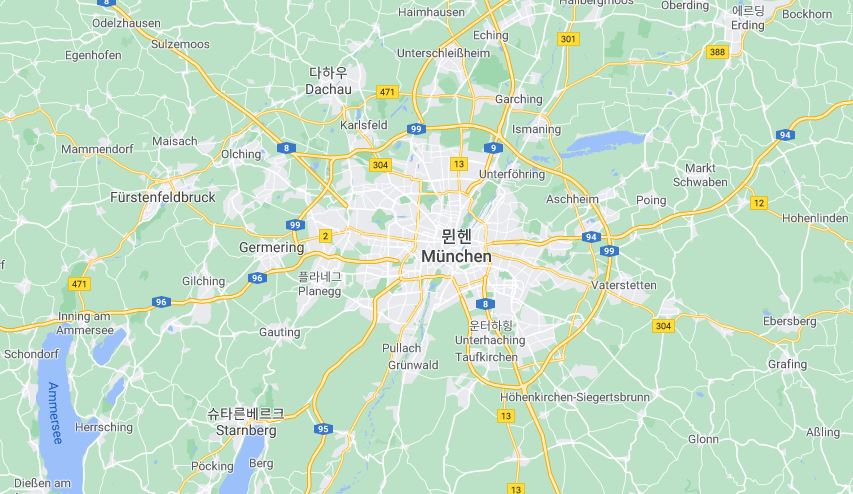 8
Odelzhausen
Haimhausen
Hallbergmoos
Oberding
에르딩
Erding
Bockhorn
Sulzemoos
Eching
301
Egenhofen
Unterschleißheim
388
다하우
Dachau
471
Garching
Karlsfeld
99
Ismaning
94
Maisach
Mammendorf
Olching
8
9
304
13
Markt
Schwaben
Unterföhring
Fürstenfeldbruck
Aschheim
Poing
12
Hohenlinden
99
2
뮌헨
München
94
99
Germering
96
Gilching
플라네그
Planegg
471
96
8
Vaterstetten
Inning am
Ammersee
304
Ebersberg
Gauting
운터하힝
Unterhaching
Schondorf
Pullach
Taufkirchen
Grünwald
Grafing
Ammersee
Höhenkirchen-Siegertsbrunn
슈타른베르크
Starnberg
Herrsching
95
13
Aßling
Glonn
Pöcking
Berg
Dießen am
13